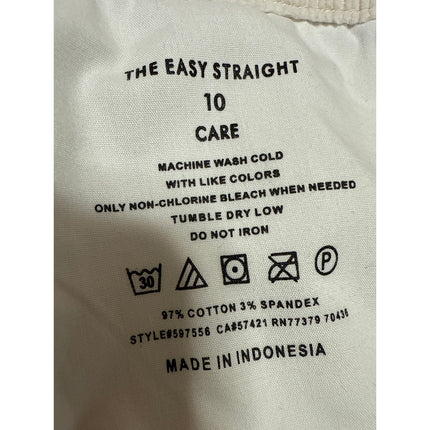 THE EASY STRAIGHT
10
CARE
MACHINE WASH COLD
WITH LIKE COLORS
ONLY NON-CHLORINE BLEACH WHEN NEEDED
TUMBLE DRY LOW
DO NOT IRON
30 P
97% COTTON 3% SPANDEX
STYLE#597556 CA#57421 RN77379 70436
MADE IN INDONESIA